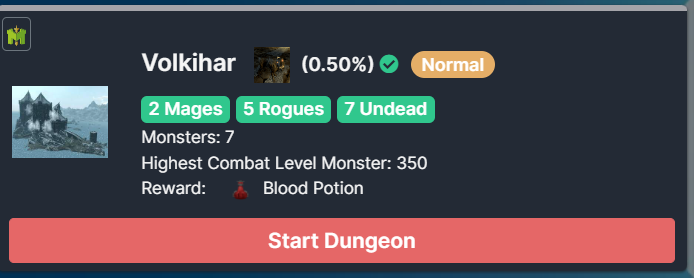 Volkihar (0.50%) Normal
2 Mages 5 Rogues 7 Undead
Monsters: 7
Highest Combat Level Monster: 350
Reward: Blood Potion
Start Dungeon